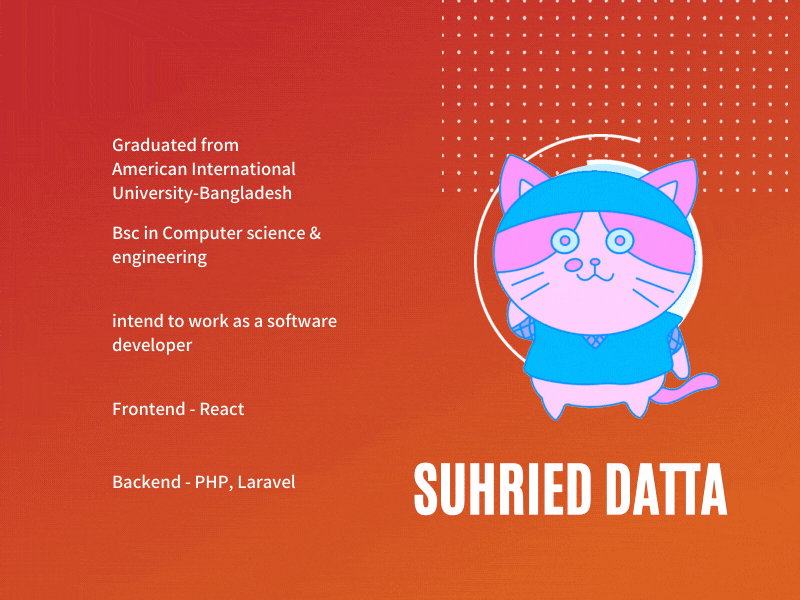 Graduated from
American International
University-Bangladesh
Bsc in Computer science &
engineering
intend to work as a software
developer
Frontend - React
Backend - PHP, Laravel
SUHRIED DATTA